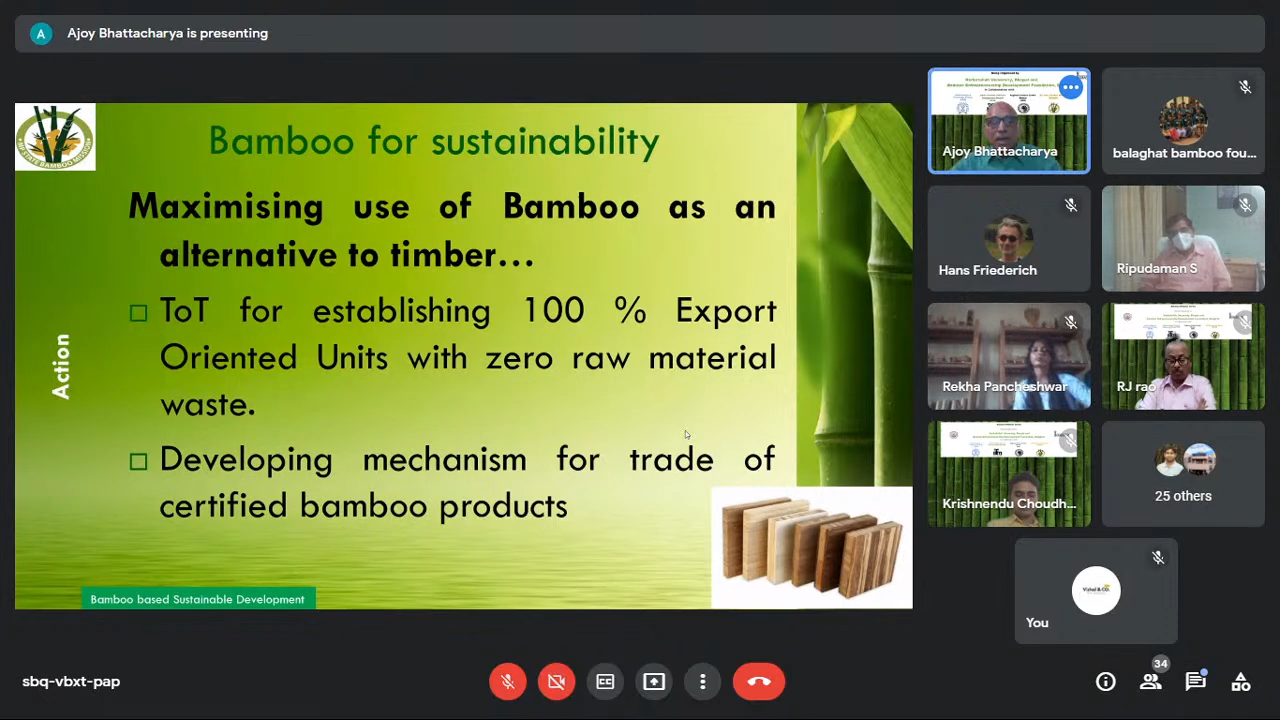 A
Ajoy Bhattacharya is presenting
Bamboo for sustainability
Maximising use of Bamboo as an
alternative to timber...
ToT for establishing 100 % Export
Oriented Units with zero raw material
waste.
Developing mechanism for trade of
certified bamboo products
Action
Bamboo based Sustainable Development
Ajoy Bhattacharya
balaghat bamboo fou...
Hans Friederich
Ripudaman S
Rekha Pancheshwar
RJ rao
Krishnendu Choudh...
25 others
You
sbq-vbxt-pap
CC
34